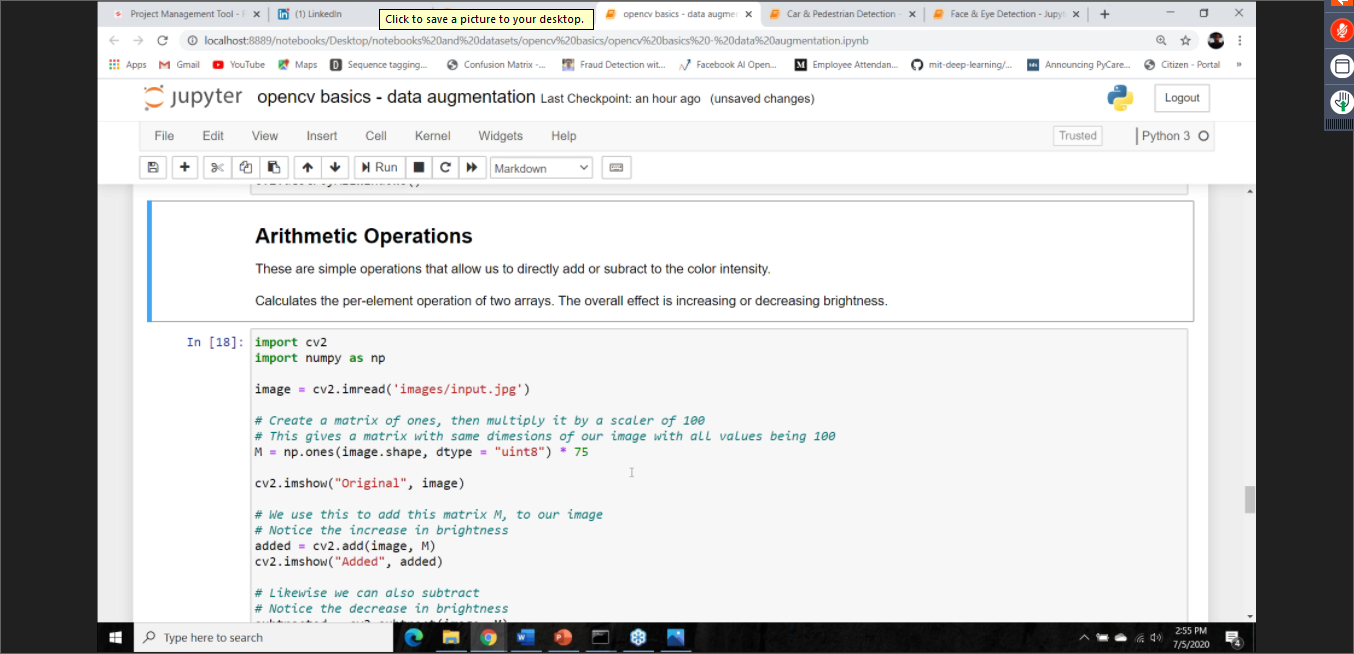 Project Management Tool -
(1) LinkedIn
Click to save a picture to your desktop.
opencv basics - data augme
Car & Pedestrian Detection -
Face & Eye Detection - Jupy
localhost:8889/notebooks/Desktop/notebooks%20and%20datasets/opencv%20basics/opencv%20basics%20-%20data%20augmentation.ipynb
Apps
Gmail
YouTube
Maps
Sequence tagging...
Confusion Matrix -...
Fraud Detection wit...
Facebook AI Open...
Employee Attendan...
mit-deep-learning/...
Announcing PyCare...
Citizen - Portal
»
jupyter opencv basics - data augmentation Last Checkpoint: an hour ago (unsaved changes)
Logout
File Edit View Insert Cell Kernel Widgets Help
Trusted
Python 3
Run
Markdown
Arithmetic Operations
These are simple operations that allow us to directly add or subract to the color intensity.
Calculates the per-element operation of two arrays. The overall effect is increasing or decreasing brightness.
In [18]:
import cv2
import numpy as np
image = cv2.imread('images/input.jpg')
# Create a matrix of ones, then multiply it by a scaler of 100
# This gives a matrix with same dimesions of our image with all values being 100
M = np.ones(image.shape, dtype = "uint8") * 75
cv2.imshow("Original", image)
# We use this to add this matrix M, to our image
# Notice the increase in brightness
added = cv2.add(image, M)
cv2.imshow("Added", added)
# Likewise we can also subtract
# Notice the decrease in brightness
Type here to search
2:55 PM
7/5/2020
4